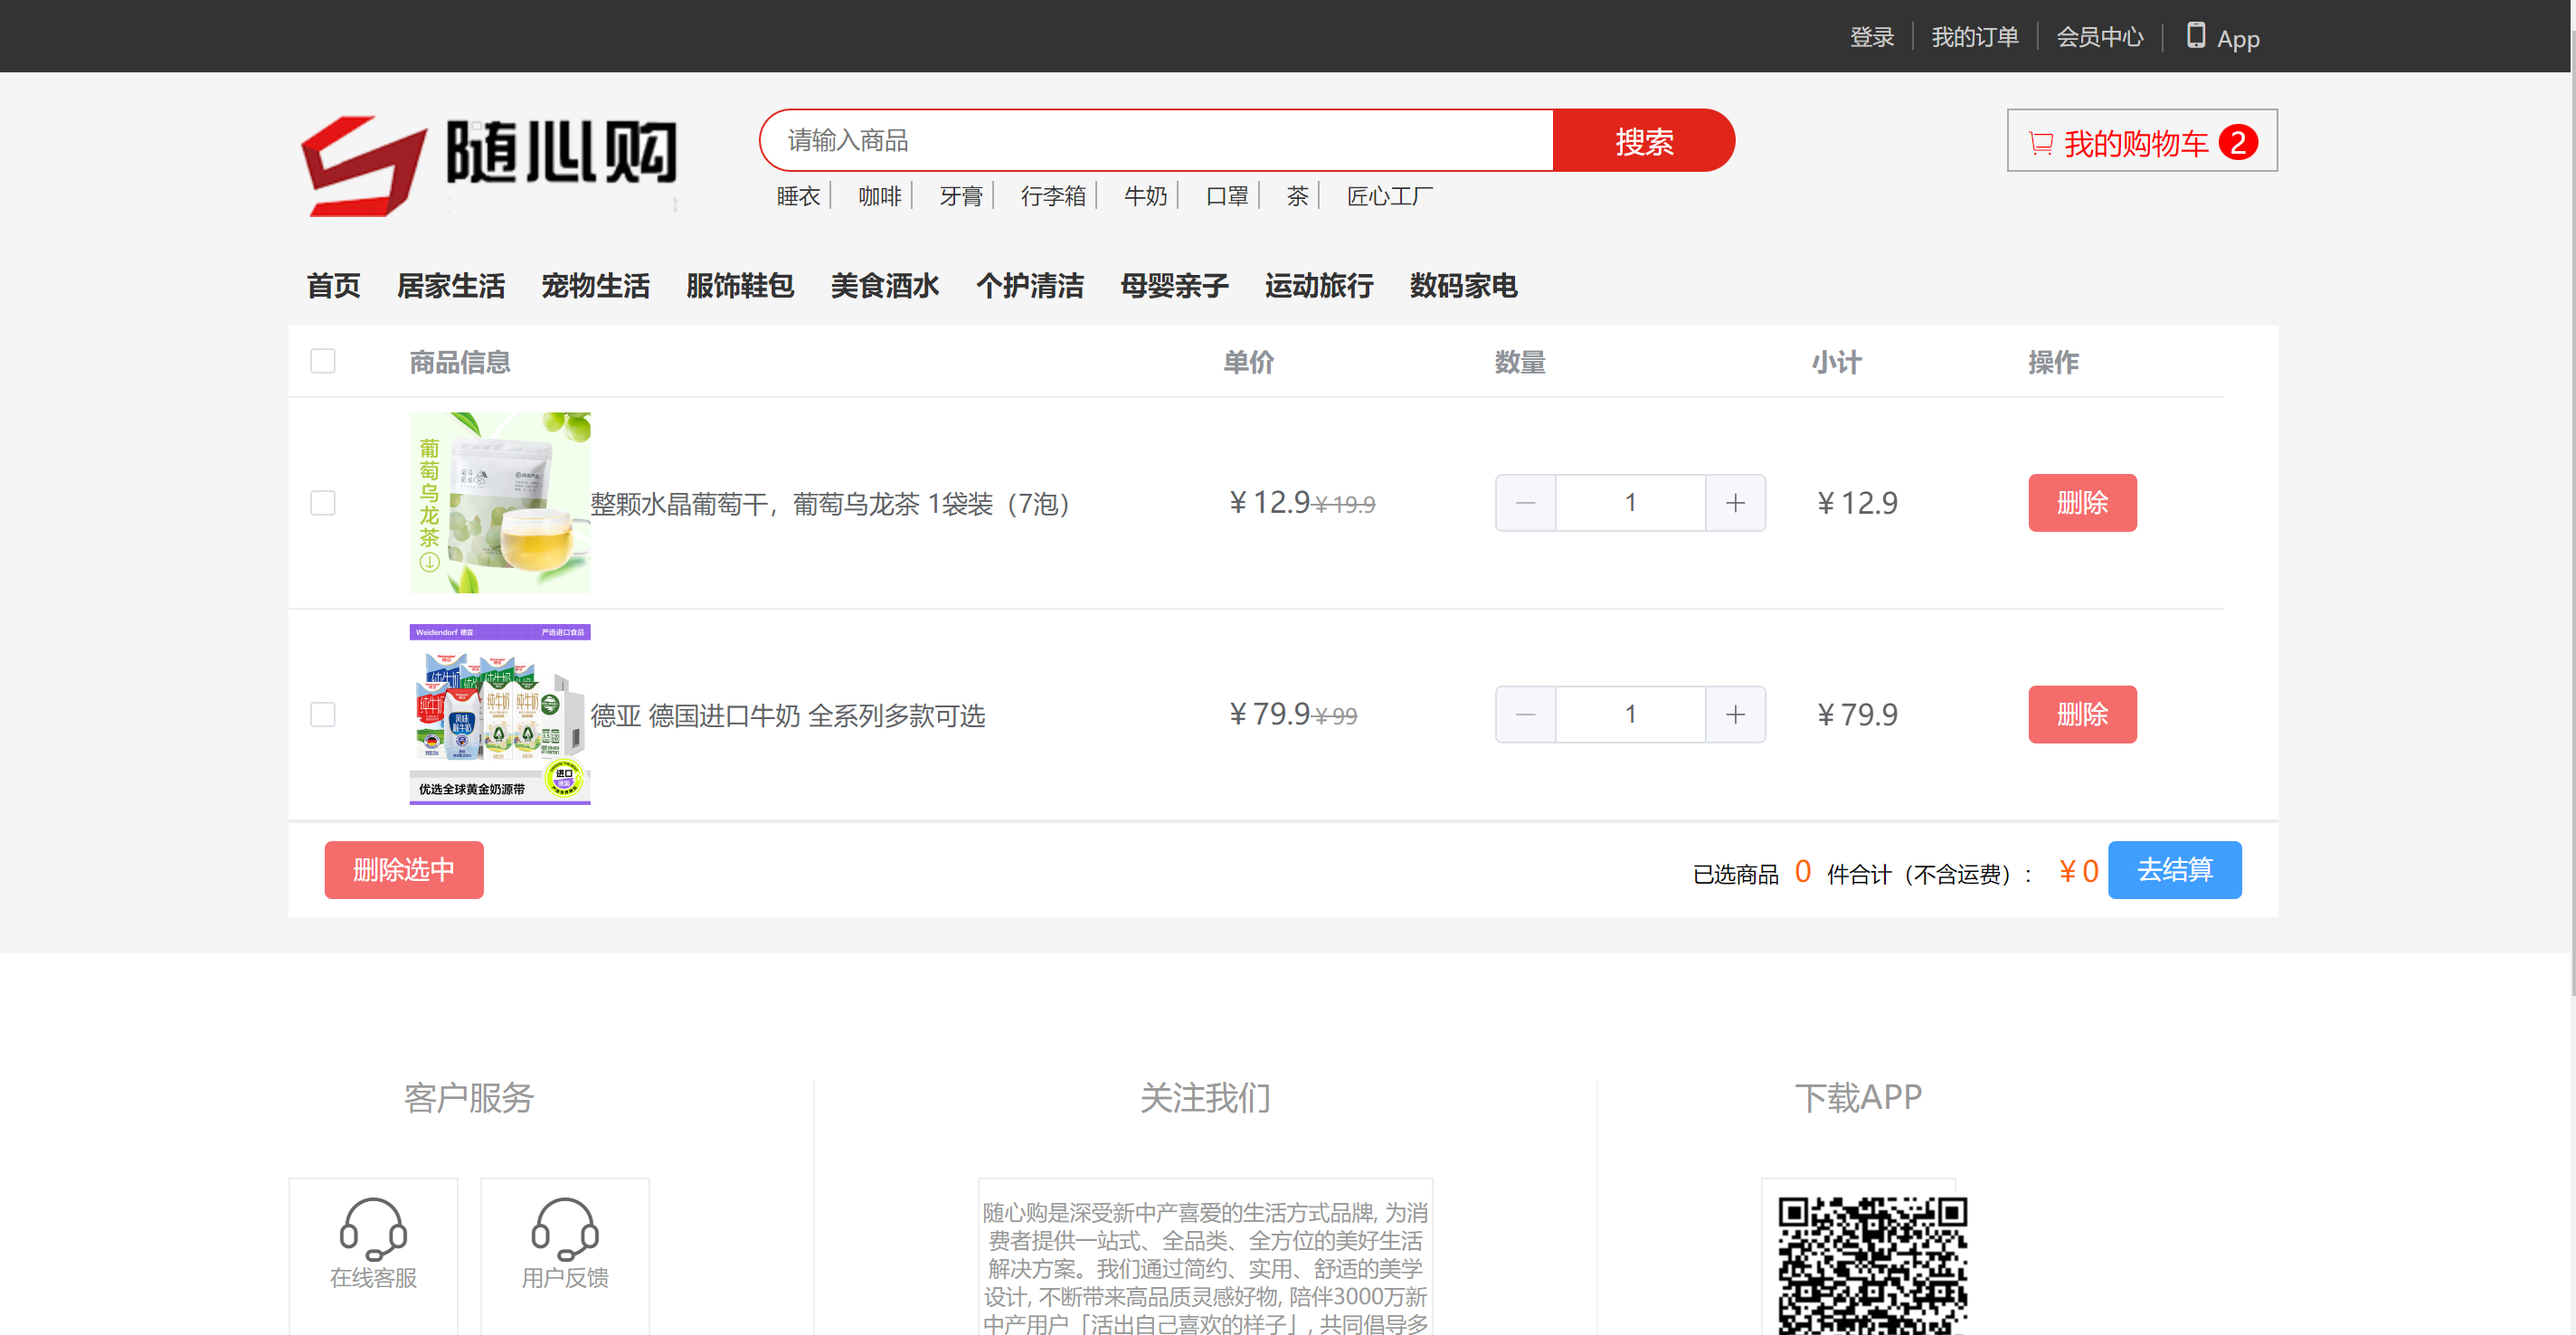 登录 我的订单 会员中心 App
随心购
请输入商品 搜索
我的购物车 2
睡衣 咖啡 牙膏 行李箱 牛奶 口罩 茶 匠心工厂
首页 居家生活 宠物生活 服饰鞋包 美食酒水 个护清洁 母婴亲子 运动旅行 数码家电
商品信息 单价 数量 小计 操作
葡萄乌龙茶
整颗水晶葡萄干，葡萄乌龙茶 1袋装（7泡） ¥12.9 ¥19.9 1 ¥12.9 删除
Weidendorf 德亚 严选进口食品
优选全球黄金奶源带
进口
德亚 德国进口牛奶 全系列多款可选 ¥79.9 ¥99 1 ¥79.9 删除
删除选中 已选商品 0 件合计（不含运费）： ¥0 去结算
客户服务 关注我们 下载APP
在线客服 用户反馈
随心购是深受新中产喜爱的生活方式品牌, 为消
费者提供一站式、全品类、全方位的美好生活
解决方案。我们通过简约、实用、舒适的美学
设计, 不断带来高品质灵感好物, 陪伴3000万新
中产用户「活出自己喜欢的样子」, 共同倡导多